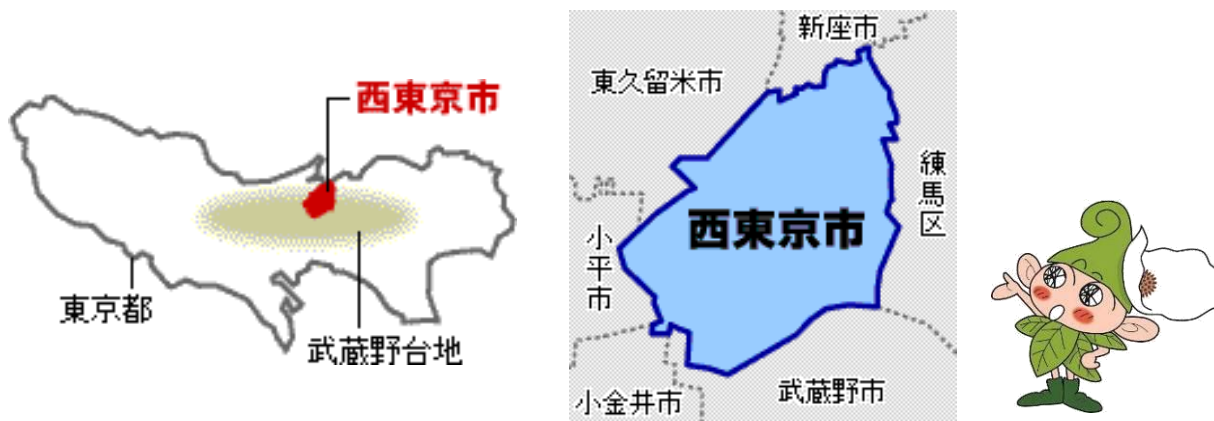 西東京市
東京都
武蔵野台地
新座市
東久留米市
練馬区
西東京市
小平市
小金井市
武蔵野市